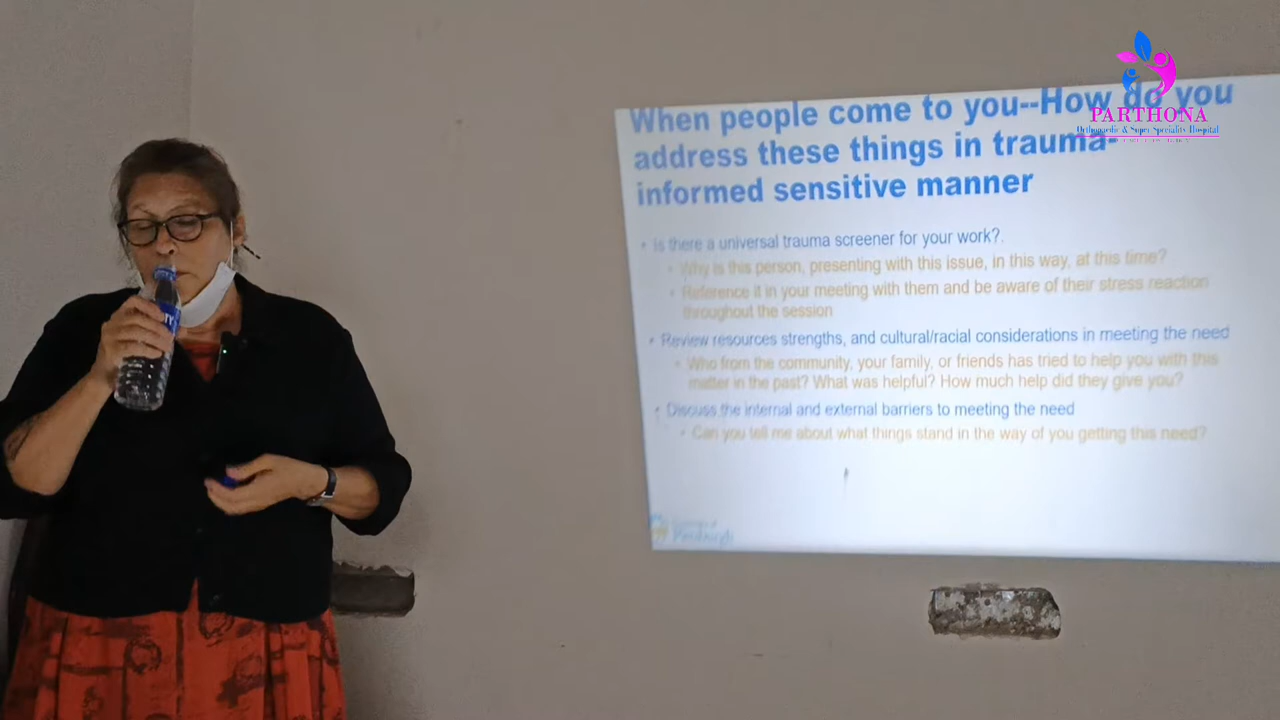 When people come to you--How do you
address these things in trauma-
informed sensitive manner
• Is there a universal trauma screener for your work?.
• Why is this person, presenting with this issue, in this way, at this time?
• Reference it in your meeting with them and be aware of their stress reaction
throughout the session
• Review resources strengths, and cultural/racial considerations in meeting the need
• Who from the community, your family, or friends has tried to help you with this
matter in the past? What was helpful? How much help did they give you?
• Discuss the internal and external barriers to meeting the need
• Can you tell me about what things stand in the way of you getting this need?
PARTHONA
Orthopaedic & Super Speciality Hospital